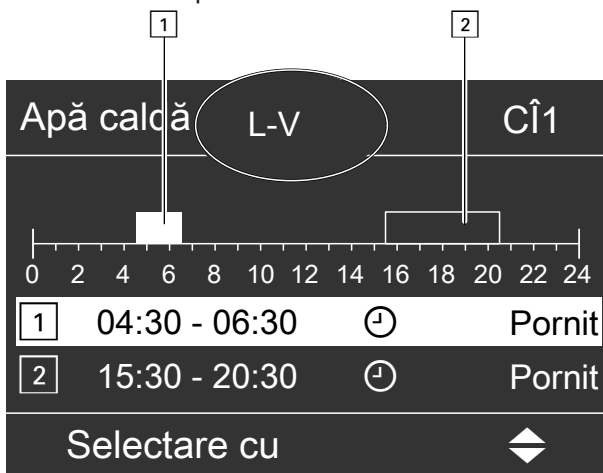 1 2
Apă caldă L-V CÎ1
0 2 4 6 8 10 12 14 16 18 20 22 24
1 04:30 - 06:30 Pornit
2 15:30 - 20:30 Pornit
Selectare cu